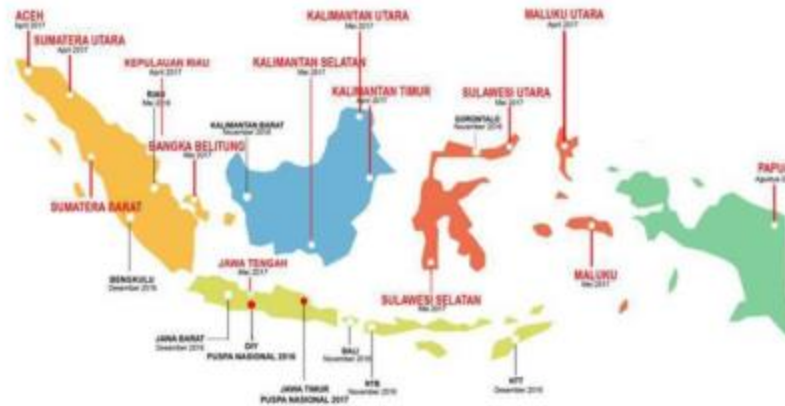 ACEH
April 2017
SUMATERA UTARA
April 2017
KEPULAUAN RIAU
April 2017
RIAU
Mei 2016
BANGKA BELITUNG
Mei 2017
SUMATERA BARAT
BENGKULU
Desember 2016
KALIMANTAN UTARA
Mei 2017
KALIMANTAN SELATAN
Mei 2017
KALIMANTAN TIMUR
April 2017
KALIMANTAN BARAT
November 2016
SULAWESI UTARA
Mei 2017
GORONTALO
November 2016
MALUKU UTARA
April 2017
PAPU
Agustus
MALUKU
Mei 2017
SULAWESI SELATAN
Mei 2017
JAWA TENGAH
Mei 2017
JAWA BARAT
Desember 2016
DIY
PUSPA NASIONAL 2016
JAWA TIMUR
PUSPA NASIONAL 2017
BALI
November 2016
NTB
November 2016
NTT
Desember 2016